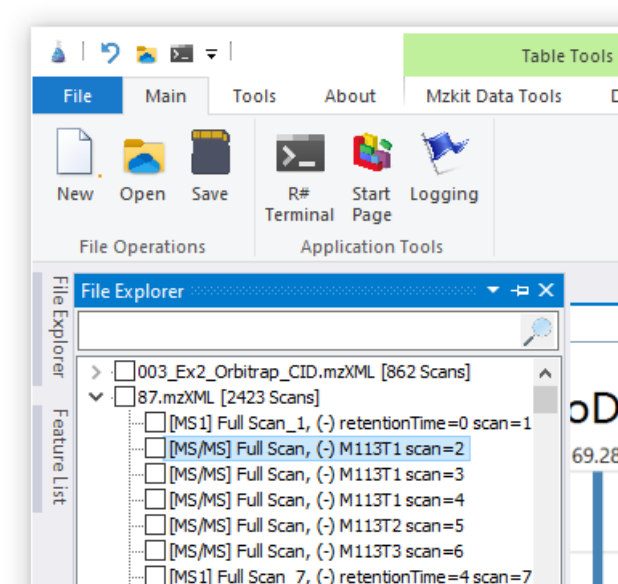 Table Tools
File Main Tools About Mzkit Data Tools
New Open Save R# Terminal Start Page Logging
File Operations Application Tools
File Explorer
Feature List
File Explorer
003_Ex2_Orbitrap_CID.mzXML [862 Scans]
87.mzXML [2423 Scans]
[MS1] Full Scan_1, (-) retentionTime=0 scan=1
[MS/MS] Full Scan, (-) M113T1 scan=2
[MS/MS] Full Scan, (-) M113T1 scan=3
[MS/MS] Full Scan, (-) M113T1 scan=4
[MS/MS] Full Scan, (-) M113T2 scan=5
[MS/MS] Full Scan, (-) M113T3 scan=6
[MS1] Full Scan_7, (-) retentionTime=4 scan=7
69.28